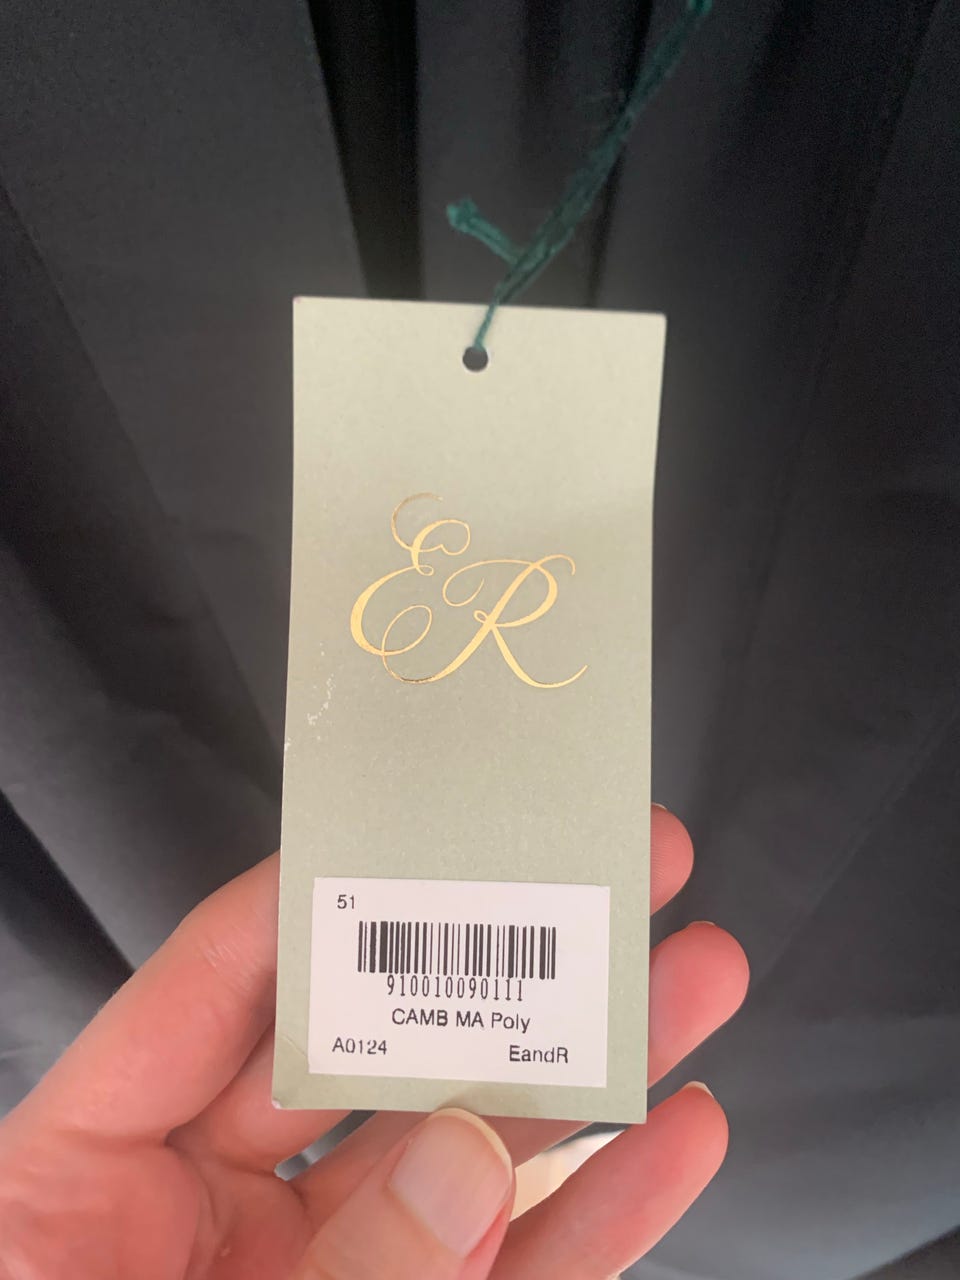 ER
51
910010090111
CAMB MA Poly
A0124 EandR